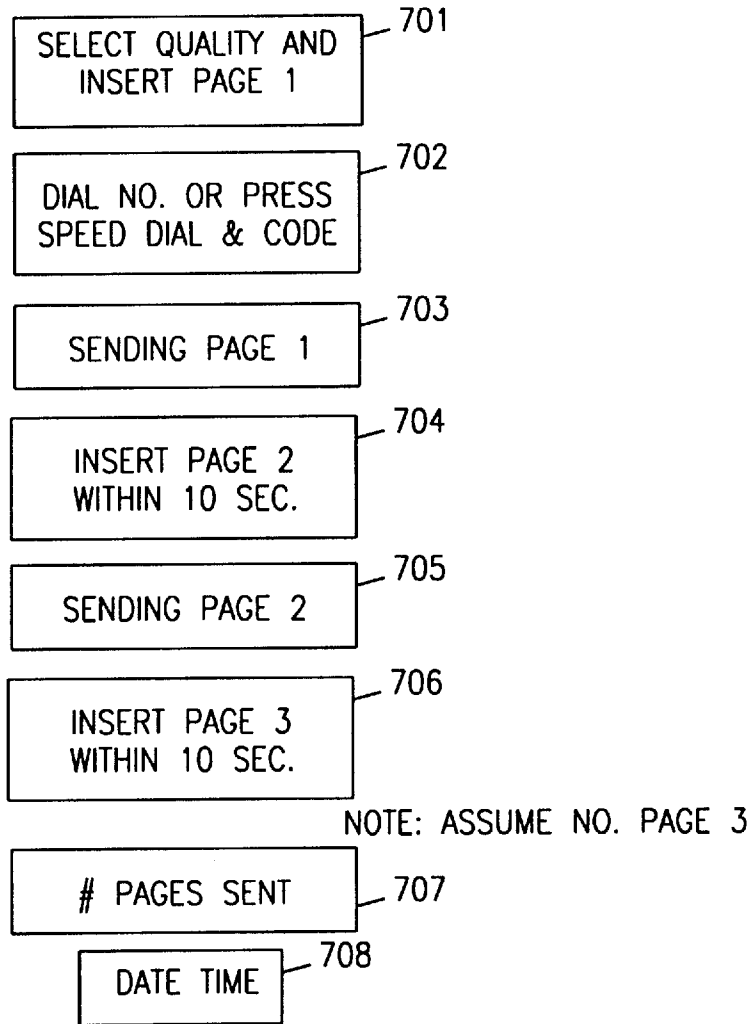 701
SELECT QUALITY AND
INSERT PAGE 1
702
DIAL NO. OR PRESS
SPEED DIAL & CODE
703
SENDING PAGE 1
704
INSERT PAGE 2
WITHIN 10 SEC.
705
SENDING PAGE 2
706
INSERT PAGE 3
WITHIN 10 SEC.
NOTE: ASSUME NO. PAGE 3
# PAGES SENT
707
708
DATE TIME